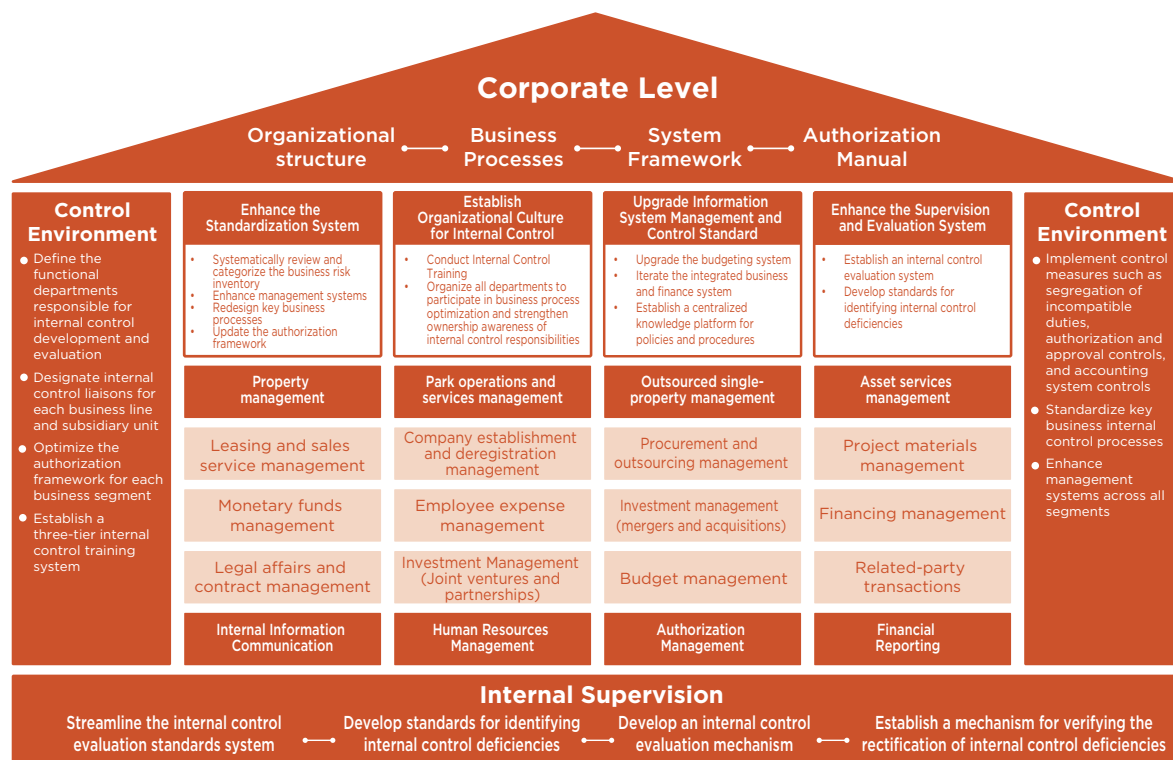 Corporate Level
Organizational
structure
Business
Processes
System
Framework
Authorization
Manual
Control
Environment
• Define the
functional
departments
responsible for
internal control
development and
evaluation
• Designate internal
control liaisons for
each business line
and subsidiary unit
• Optimize the
authorization
framework for each
business segment
• Establish a
three-tier internal
control training
system
Enhance the
Standardization System
• Systematically review and
categorize the business risk
inventory
• Enhance management systems
• Redesign key business
processes
• Update the authorization
framework
Establish
Organizational Culture
for Internal Control
• Conduct Internal Control
Training
• Organize all departments to
participate in business process
optimization and strengthen
ownership awareness of
internal control responsibilities
Upgrade Information
System Management and
Control Standard
• Upgrade the budgeting system
• Iterate the integrated business
and finance system
• Establish a centralized
knowledge platform for
policies and procedures
Enhance the Supervision
and Evaluation System
• Establish an internal control
evaluation system
• Develop standards for
identifying internal control
deficiencies
Property
management
Park operations and
services management
Outsourced single-
property management
Asset services
management
Leasing and sales
service management
Company establishment
and deregistration
management
Procurement and
outsourcing management
Project materials
management
Monetary funds
management
Employee expense
management
Investment management
(mergers and acquisitions)
Financing management
Legal affairs and
contract management
Investment Management
(Joint ventures and
partnerships)
Budget management
Related-party
transactions
Internal Information
Communication
Human Resources
Management
Authorization
Management
Financial
Reporting
Control
Environment
• Implement control
measures such as
segregation of
incompatible
duties,
authorization and
approval controls,
and accounting
system controls
• Standardize key
business internal
control processes
• Enhance
management
systems across all
segments
Internal Supervision
Streamline the internal control
evaluation standards system
Develop standards for identifying
internal control deficiencies
Develop an internal control
evaluation mechanism
Establish a mechanism for verifying the
rectification of internal control deficiencies